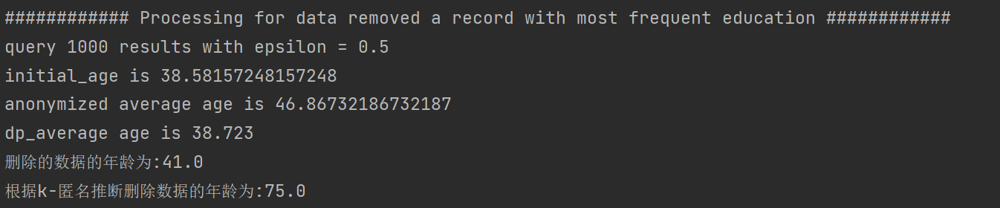 ############ Processing for data removed a record with most frequent education ############
query 1000 results with epsilon = 0.5
initial_age is 38.58157248157248
anonymized average age is 46.86732186732187
dp_average age is 38.723
删除的数据的年龄为:41.0
根据k-匿名推断删除数据的年龄为:75.0